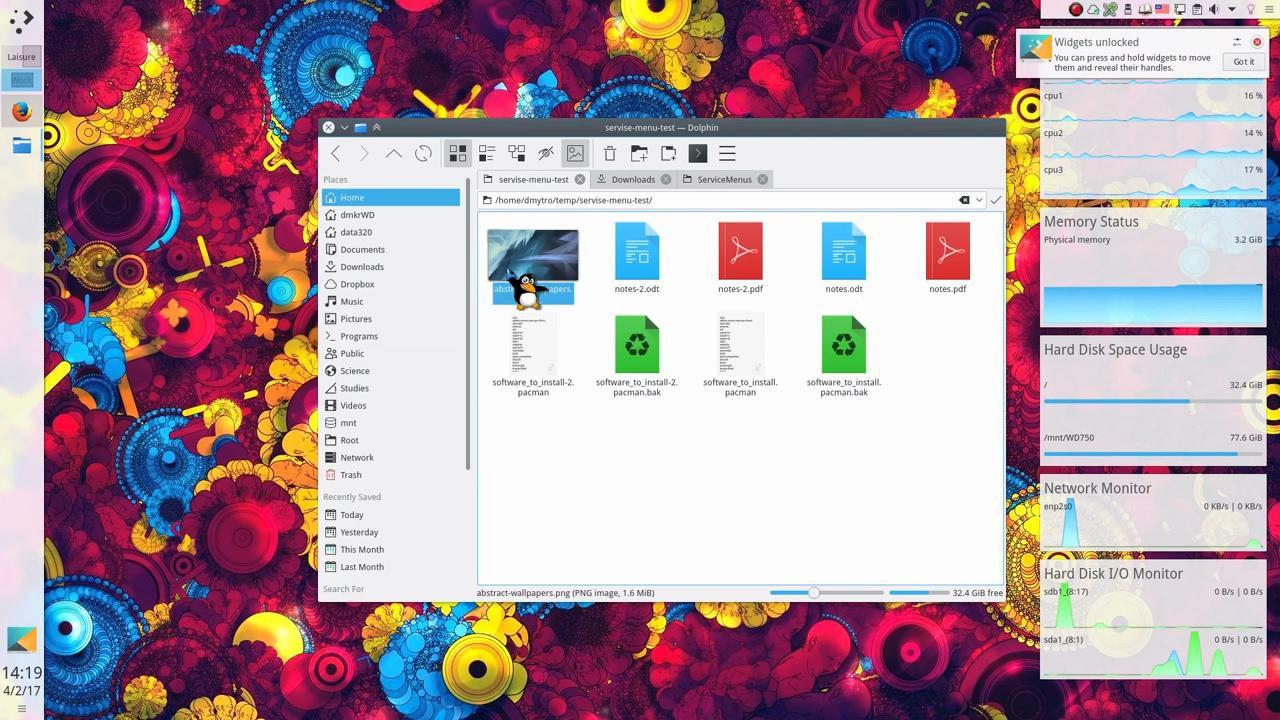 Laisure
Work
14:19
4/2/17
servise-menu-test — Dolphin
Places
Home
dmkrWD
data320
Documents
Downloads
Dropbox
Music
Pictures
Programs
Public
Science
Studies
Videos
mnt
Root
Network
Trash
Recently Saved
Today
Yesterday
This Month
Last Month
Search For
servise-menu-test
Downloads
ServiceMenus
/home/dmytro/temp/servise-menu-test/
notes-2.odt
notes-2.pdf
notes.odt
notes.pdf
software_to_install-2.
pacman
software_to_install-2.
pacman.bak
software_to_install.
pacman
software_to_install.
pacman.bak
abstract-wallpapers.png (PNG image, 1.6 MiB)
32.4 GiB free
Widgets unlocked
You can press and hold widgets to move
them and reveal their handles.
Got it
cpu1 16 %
cpu2 14 %
cpu3 17 %
Memory Status
Physical memory 3.2 GiB
Hard Disk Space Usage
/ 32.4 GiB
/mnt/WD750 77.6 GiB
Network Monitor
enp2s0 0 KB/s | 0 KB/s
Hard Disk I/O Monitor
sdb1_(8:17) 0 B/s | 0 B/s
sda1_(8:1) 0 B/s | 0 B/s